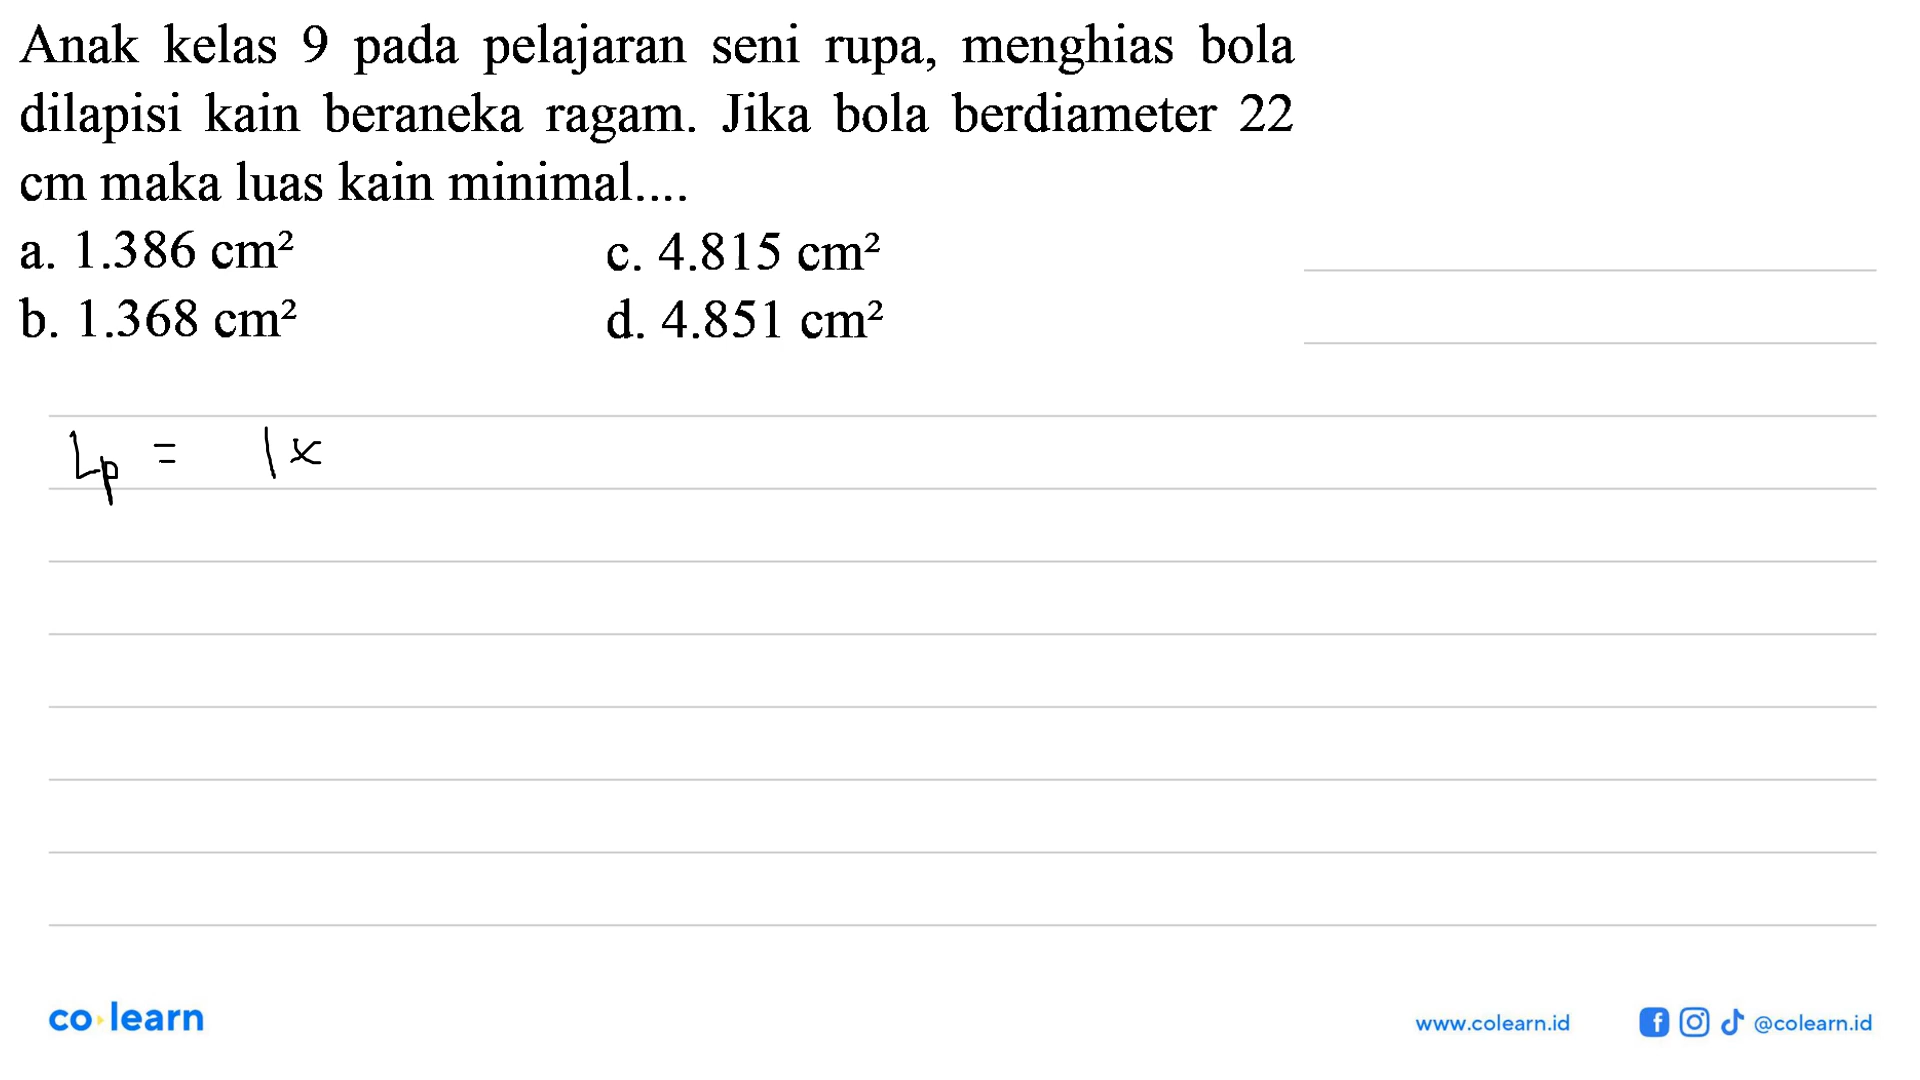 Anak kelas 9 pada pelajaran seni rupa, menghias bola
dilapisi kain beraneka ragam. Jika bola berdiameter 22
cm maka luas kain minimal....
a. 1.386 cm²
b. 1.368 cm²
c. 4.815 cm²
d. 4.851 cm²
Lp = 1x
co learn
www.colearn.id
@colearn.id